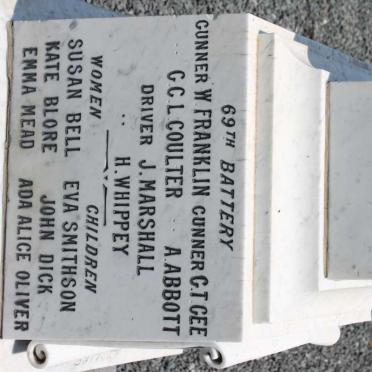 69TH BATTERY
GUNNER W FRANKLIN GUNNER C.T GEE
C.C.L COULTER A. ABBOTT
DRIVER J. MARSHALL
" H. WHIPPEY
WOMEN CHILDREN
SUSAN BELL EVA SMITHSON
KATE BLORE JOHN DICK
EMMA MEAD ADA ALICE OLIVER